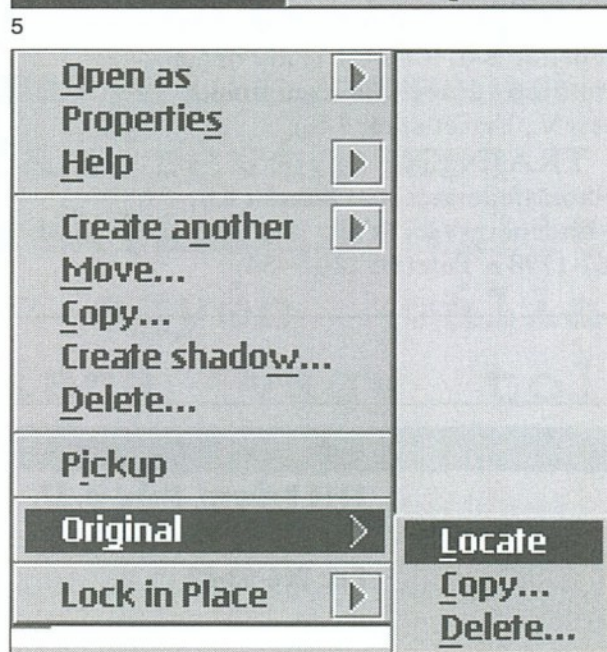 5
Open as
Properties
Help
Create another
Move...
Copy...
Create shadow...
Delete...
Pickup
Original
Locate
Lock in Place
Copy...
Delete...